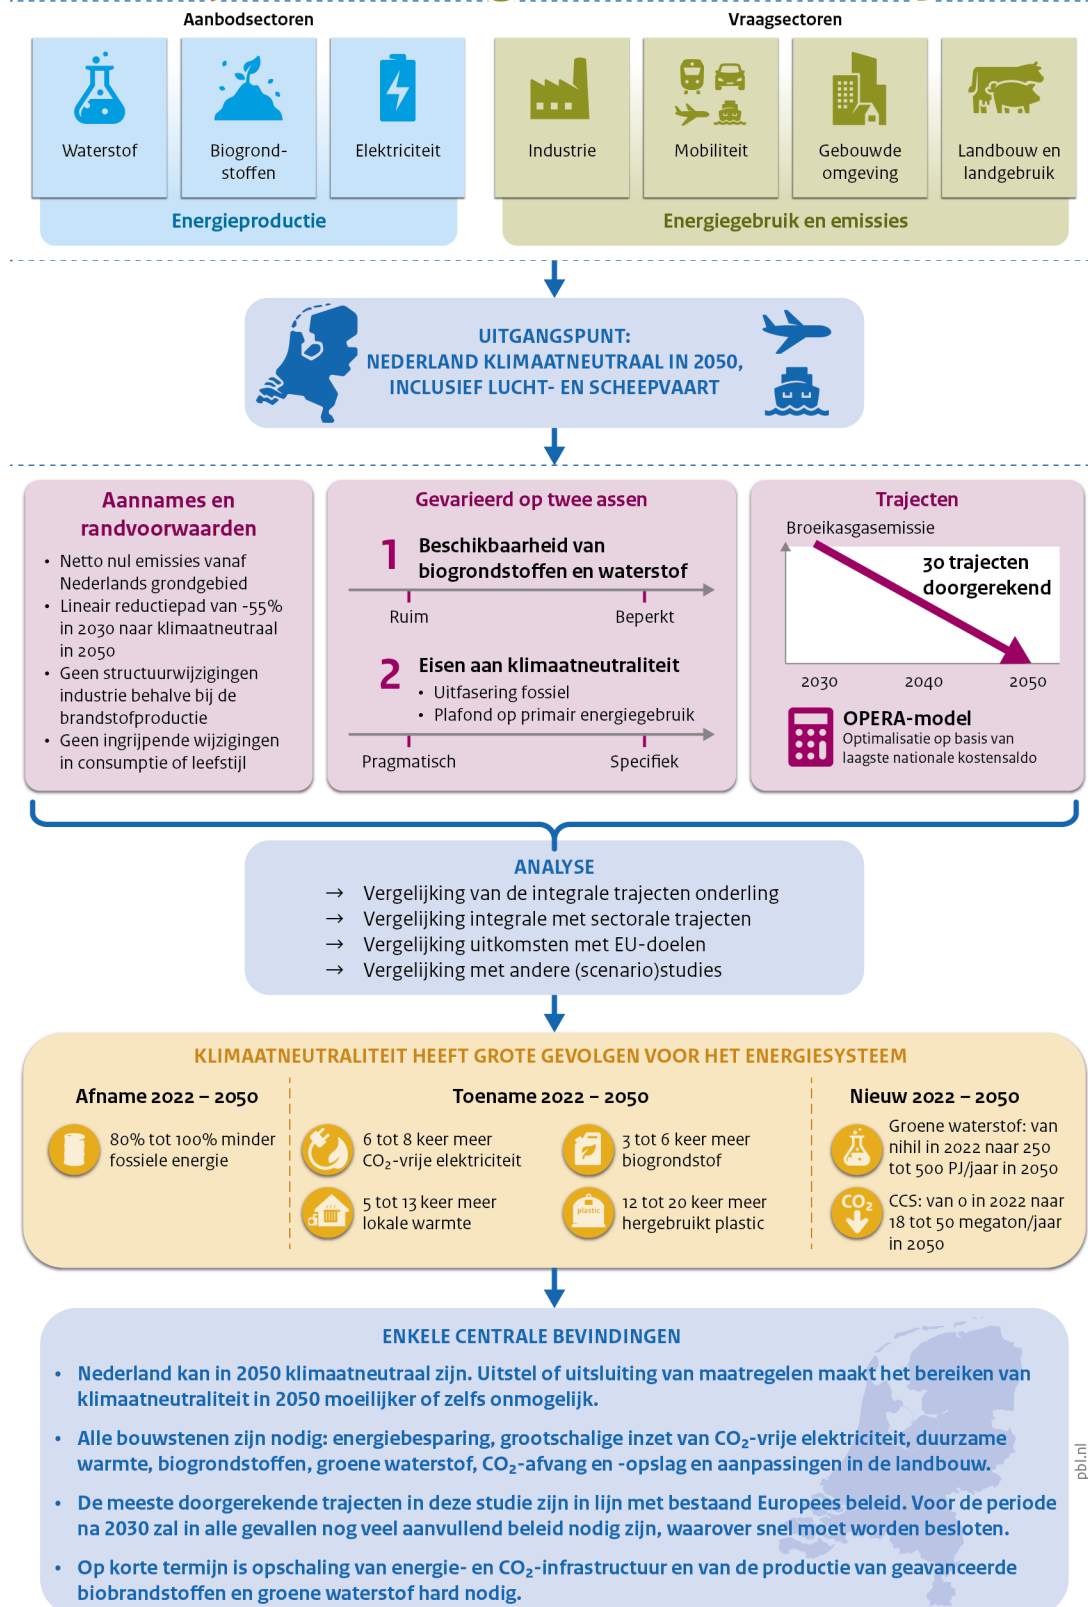 Aanbodsectoren
Vraagsectoren
Waterstof
Biogrond-
stoffen
Elektriciteit
Industrie
Mobiliteit
Gebouwde
omgeving
Landbouw en
landgebruik
Energieproductie
Energiegebruik en emissies
UITGANGSPUNT:
NEDERLAND KLIMAATNEUTRAAL IN 2050,
INCLUSIEF LUCHT- EN SCHEEPVAART
Aannames en
randvoorwaarden
• Netto nul emissies vanaf
Nederlands grondgebied
• Lineair reductiepad van -55%
in 2030 naar klimaatneutraal
in 2050
• Geen structuurwijzigingen
industrie behalve bij de
brandstofproductie
• Geen ingrijpende wijzigingen
in consumptie of leefstijl
Gevarieerd op twee assen
1 Beschikbaarheid van
biogrondstoffen en waterstof
Ruim
Beperkt
2 Eisen aan klimaatneutraliteit
• Uitfasering fossiel
• Plafond op primair energiegebruik
Pragmatisch
Specifiek
Trajecten
Broeikasgasemissie
30 trajecten
doorgerekend
2030
2040
2050
OPERA-model
Optimalisatie op basis van
laagste nationale kostensaldo
ANALYSE
→ Vergelijking van de integrale trajecten onderling
→ Vergelijking integrale met sectorale trajecten
→ Vergelijking uitkomsten met EU-doelen
→ Vergelijking met andere (scenario)studies
KLIMAATNEUTRALITEIT HEEFT GROTE GEVOLGEN VOOR HET ENERGIESYSTEEM
Afname 2022 – 2050
80% tot 100% minder
fossiele energie
Toename 2022 – 2050
6 tot 8 keer meer
CO₂-vrije elektriciteit
3 tot 6 keer meer
biogrondstof
5 tot 13 keer meer
lokale warmte
plastic
12 tot 20 keer meer
hergebruikt plastic
Nieuw 2022 – 2050
Groene waterstof: van
nihil in 2022 naar 250
tot 500 PJ/jaar in 2050
CO₂
CCS: van 0 in 2022 naar
18 tot 50 megaton/jaar
in 2050
ENKELE CENTRALE BEVINDINGEN
• Nederland kan in 2050 klimaatneutraal zijn. Uitstel of uitsluiting van maatregelen maakt het bereiken van
klimaatneutraliteit in 2050 moeilijker of zelfs onmogelijk.
• Alle bouwstenen zijn nodig: energiebesparing, grootschalige inzet van CO₂-vrije elektriciteit, duurzame
warmte, biogrondstoffen, groene waterstof, CO₂-afvang en -opslag en aanpassingen in de landbouw.
• De meeste doorgerekende trajecten in deze studie zijn in lijn met bestaand Europees beleid. Voor de periode
na 2030 zal in alle gevallen nog veel aanvullend beleid nodig zijn, waarover snel moet worden besloten.
• Op korte termijn is opschaling van energie- en CO₂-infrastructuur en van de productie van geavanceerde
biobrandstoffen en groene waterstof hard nodig.
pbl.nl